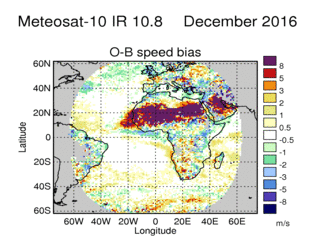 Meteosat-10 IR 10.8 December 2016
O-B speed bias
Latitude
60N
40N
20N
0
20S
40S
60S
60W 40W 20W 0 20E 40E 60E
Longitude
8
5
3
2
1
0.5
-0.5
-1
-2
-3
-5
-8
m/s